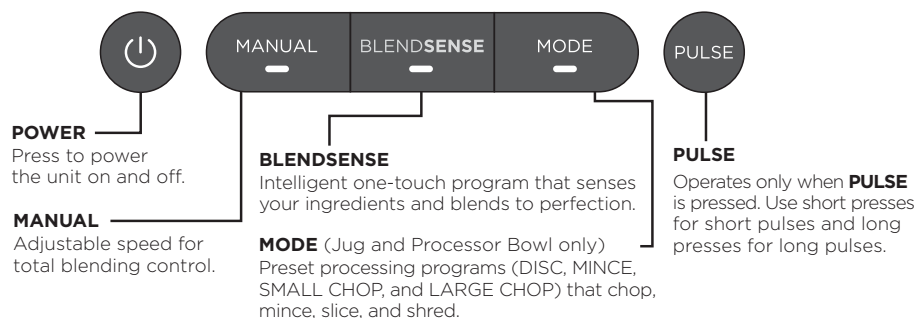 MANUAL
BLENDSENSE
MODE
PULSE
POWER
Press to power
the unit on and off.
MANUAL
Adjustable speed for
total blending control.
BLENDSENSE
Intelligent one-touch program that senses
your ingredients and blends to perfection.
MODE (Jug and Processor Bowl only)
Preset processing programs (DISC, MINCE,
SMALL CHOP, and LARGE CHOP) that chop,
mince, slice, and shred.
PULSE
Operates only when PULSE
is pressed. Use short presses
for short pulses and long
presses for long pulses.